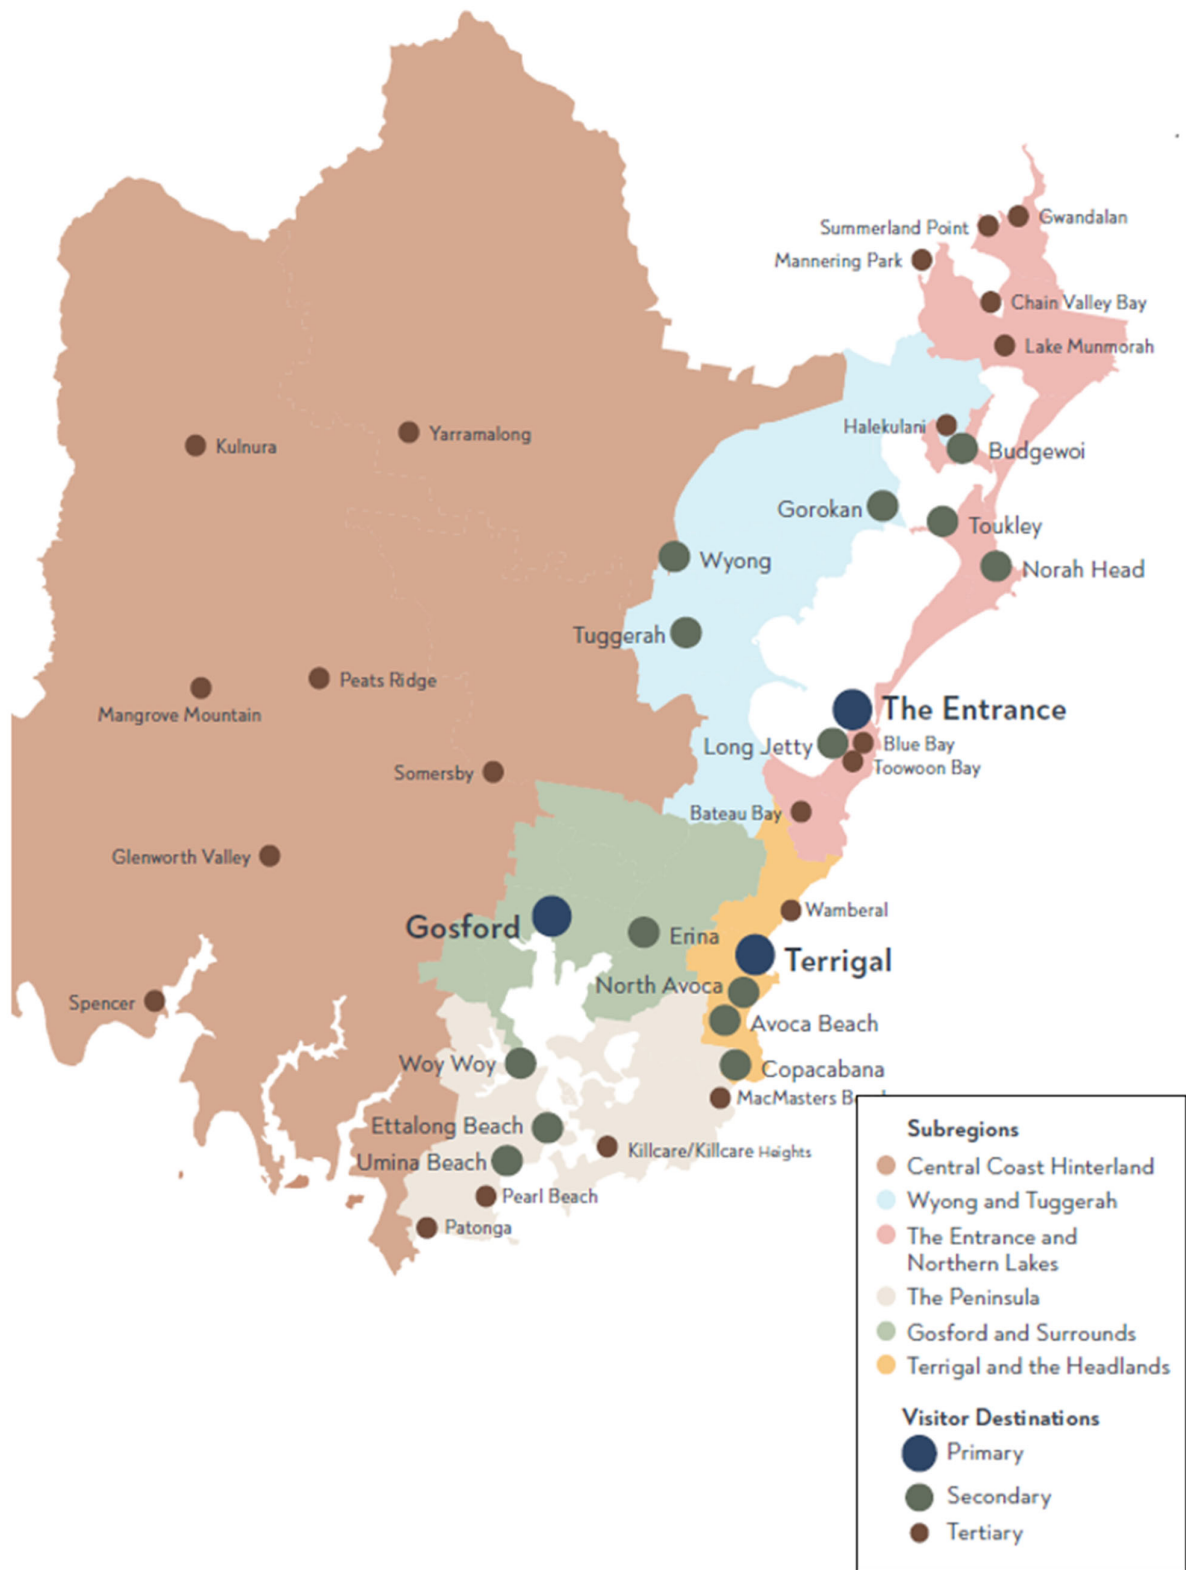 Gwandalan
Summerland Point
Mannering Park
Chain Valley Bay
Lake Munmorah
Halekulani
Budgewoi
Kulnura
Yarramalong
Gorokan
Toukley
Wyong
Norah Head
Tuggerah
Peats Ridge
Mangrove Mountain
The Entrance
Long Jetty
Blue Bay
Toowoon Bay
Somersby
Bateau Bay
Glenworth Valley
Wamberal
Gosford
Erina
Terrigal
North Avoca
Spencer
Avoca Beach
Woy Woy
Copacabana
MacMasters
Ettalong Beach
Killcare/Killcare Heights
Umina Beach
Pearl Beach
Patonga
Subregions
Central Coast Hinterland
Wyong and Tuggerah
The Entrance and
Northern Lakes
The Peninsula
Gosford and Surrounds
Terrigal and the Headlands
Visitor Destinations
Primary
Secondary
Tertiary